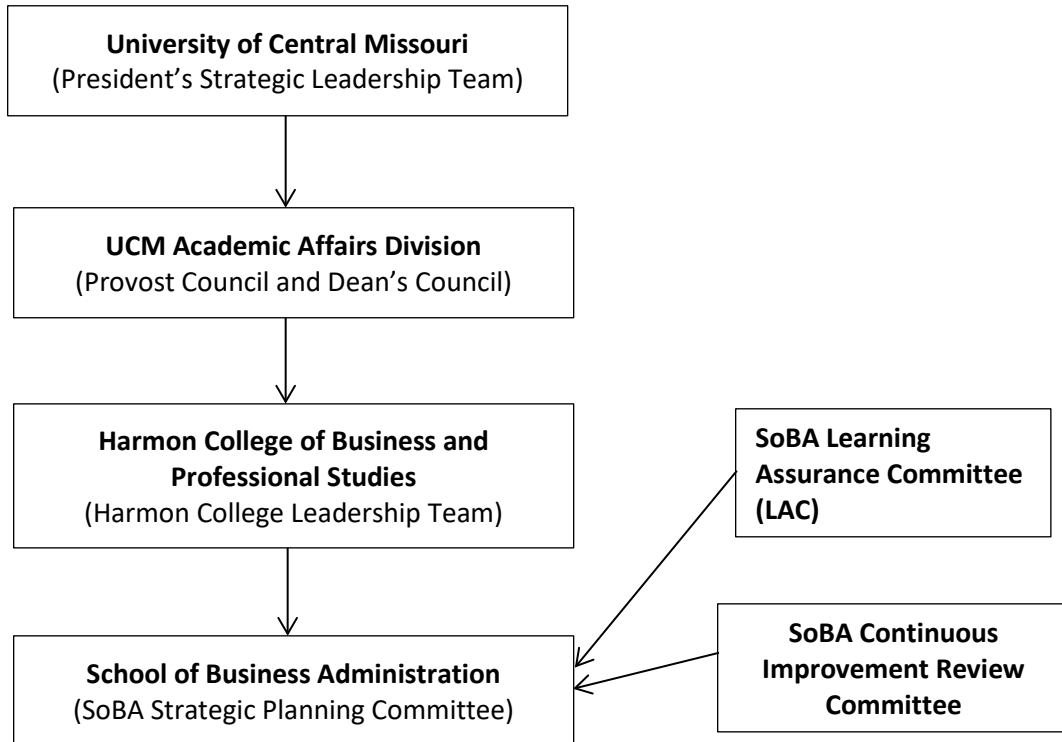 University of Central Missouri
(President’s Strategic Leadership Team)
UCM Academic Affairs Division
(Provost Council and Dean’s Council)
Harmon College of Business and
Professional Studies
(Harmon College Leadership Team)
SoBA Learning
Assurance Committee
(LAC)
School of Business Administration
(SoBA Strategic Planning Committee)
SoBA Continuous
Improvement Review
Committee